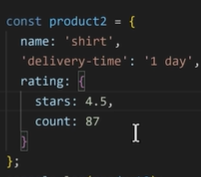 const product2 = {
name: 'shirt',
'delivery-time': '1 day',
rating: {
stars: 4.5,
count: 87
}
};